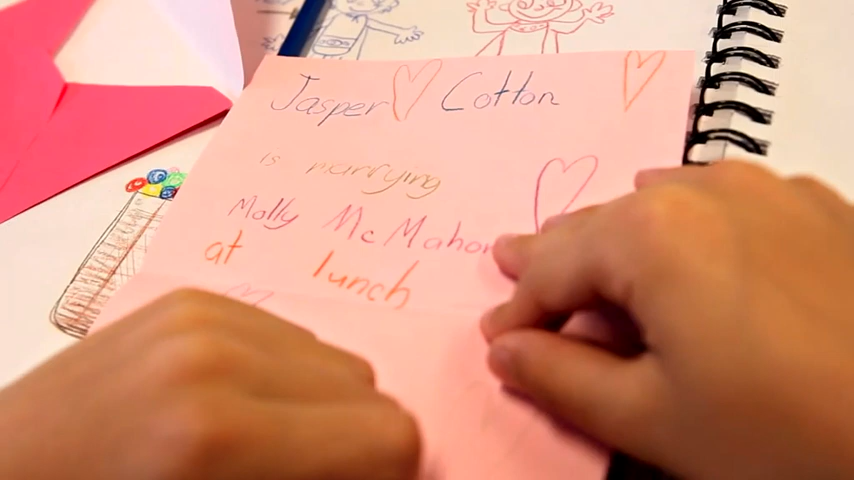 Jasper Cotton
is marrying
Molly McMahon
at lunch